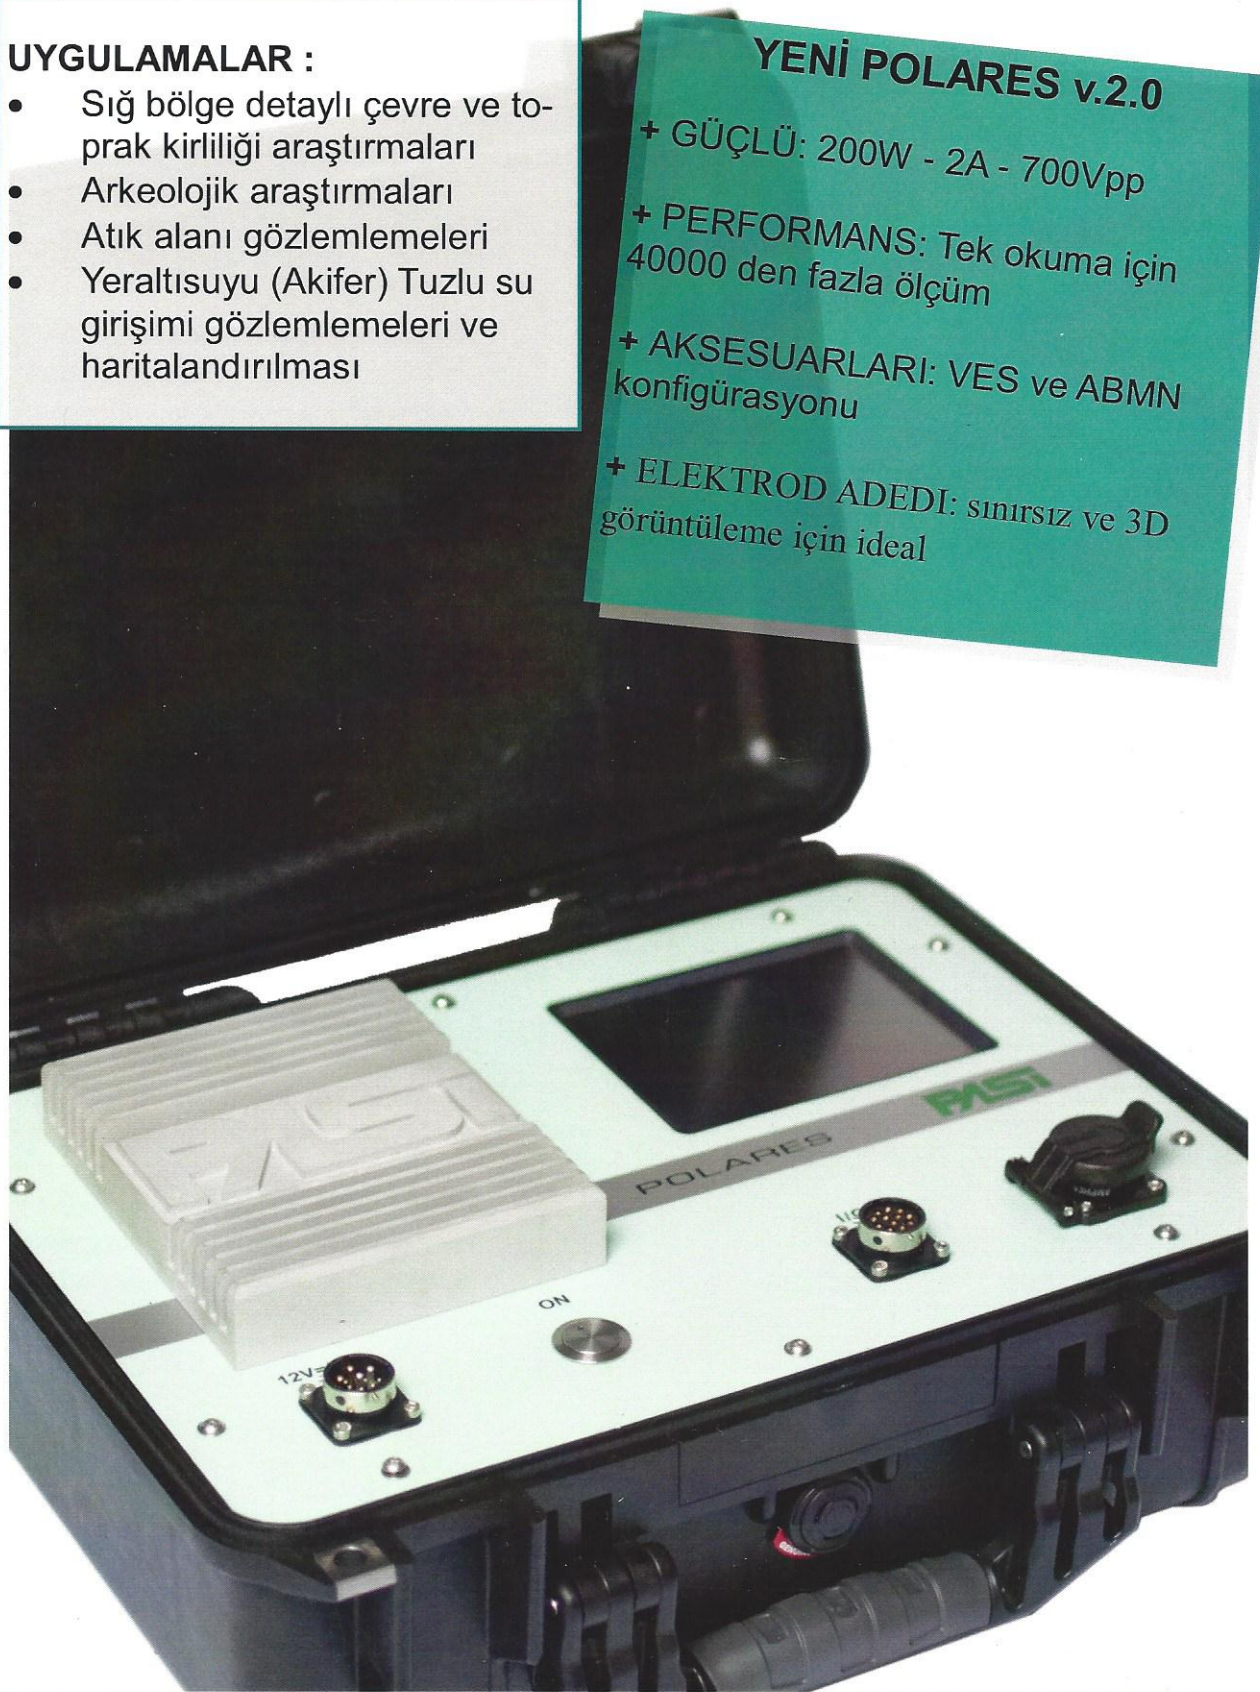 UYGULAMALAR :
• Sığ bölge detaylı çevre ve to-
prak kirliliği araştırmaları
• Arkeolojik araştırmaları
• Atık alanı gözlemlemeleri
• Yeraltısuyu (Akifer) Tuzlu su
girişimi gözlemlemeleri ve
haritalandırılması
YENİ POLARES v.2.0
+ GÜÇLÜ: 200W - 2A - 700Vpp
+ PERFORMANS: Tek okuma için
40000 den fazla ölçüm
+ AKSESUARLARI: VES ve ABMN
konfigürasyonu
+ ELEKTROD ADEDI: sınırsız ve 3D
görüntüleme için ideal
PASI
PASI
POLARES
ON
12V